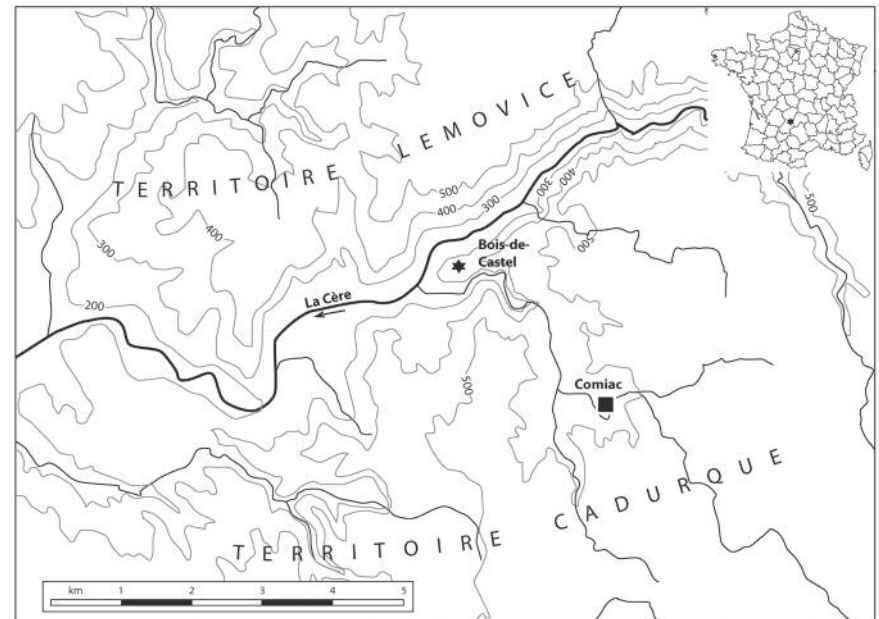 TERRITOIRE LEMOVICE
500
400
300
300
400
500
500
400
300
Bois-de-
Castel
La Cère
200
500
Comiac
TERRITOIRE CADURQUE
km 1 2 3 4 5